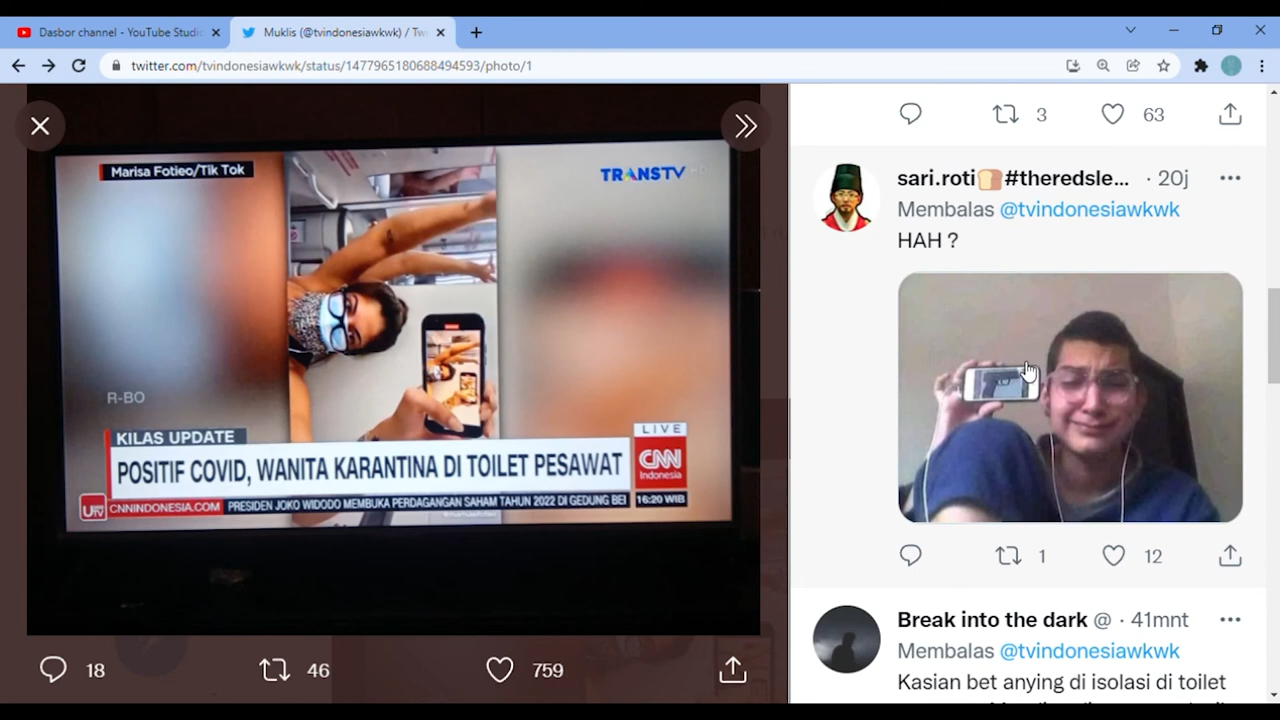 Dasbor channel - YouTube Studio
Muklis (@tvindonesiawkwk) / Tw
twitter.com/tvindonesiawkwk/status/1477965180688494593/photo/1
Marisa Fotieo/Tik Tok
TRANSTV
HD
R-BO
KILAS UPDATE
POSITIF COVID, WANITA KARANTINA DI TOILET PESAWAT
LIVE
CNN
Indonesia
CNNINDONESIA.COM
PRESIDEN JOKO WIDODO MEMBUKA PERDAGANGAN SAHAM TAHUN 2022 DI GEDUNG BEI
16:20 WIB
18
46
759
3
63
sari.roti🍞#theredsle... · 20j
Membalas @tvindonesiawkwk
HAH ?
1
12
Break into the dark @ · 41mnt
Membalas @tvindonesiawkwk
Kasian bet anying di isolasi di toilet